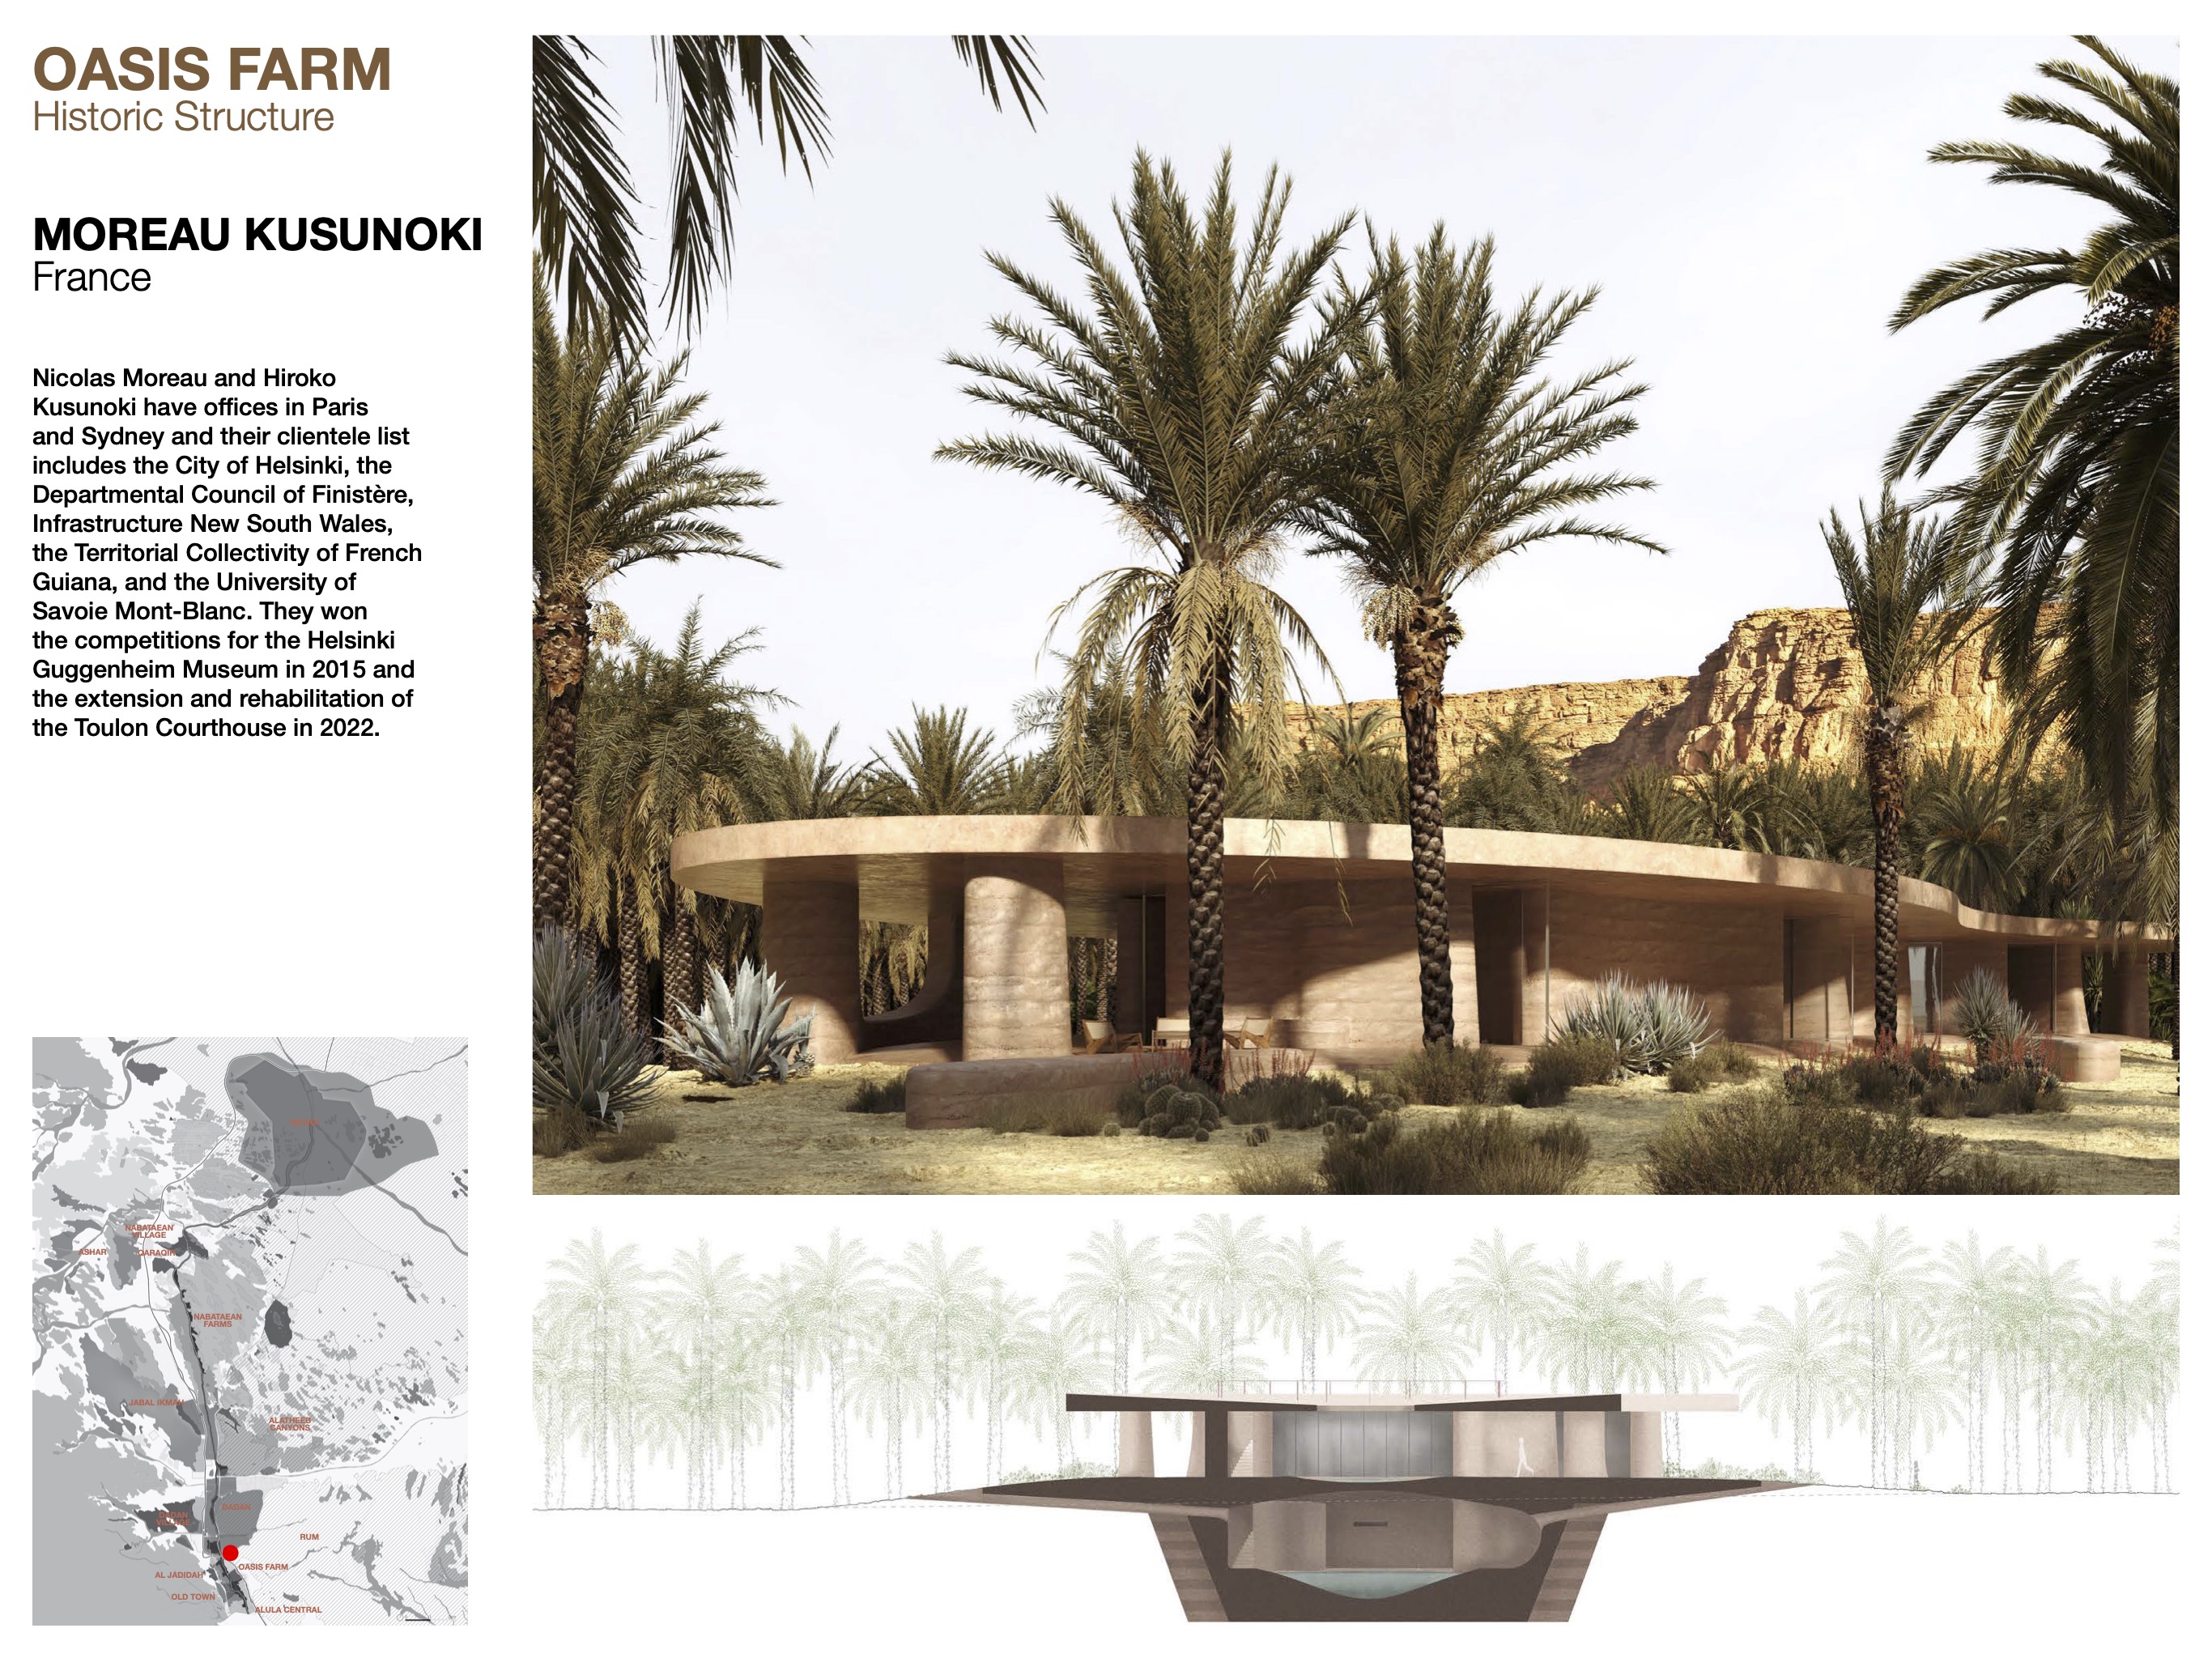 OASIS FARM
Historic Structure
MOREAU KUSUNOKI
France
Nicolas Moreau and Hiroko
Kusunoki have offices in Paris
and Sydney and their clientele list
includes the City of Helsinki, the
Departmental Council of Finistère,
Infrastructure New South Wales,
the Territorial Collectivity of French
Guiana, and the University of
Savoie Mont-Blanc. They won
the competitions for the Helsinki
Guggenheim Museum in 2015 and
the extension and rehabilitation of
the Toulon Courthouse in 2022.
NABATAEAN
VILLAGE
ASHAR
QARAQIR
NABATAEAN
FARMS
JABAL IKMAH
ALATHEEB
CANYONS
DADAN
DADAN
VILLAGE
RUM
OASIS FARM
AL JADIDAH
OLD TOWN
ALULA CENTRAL